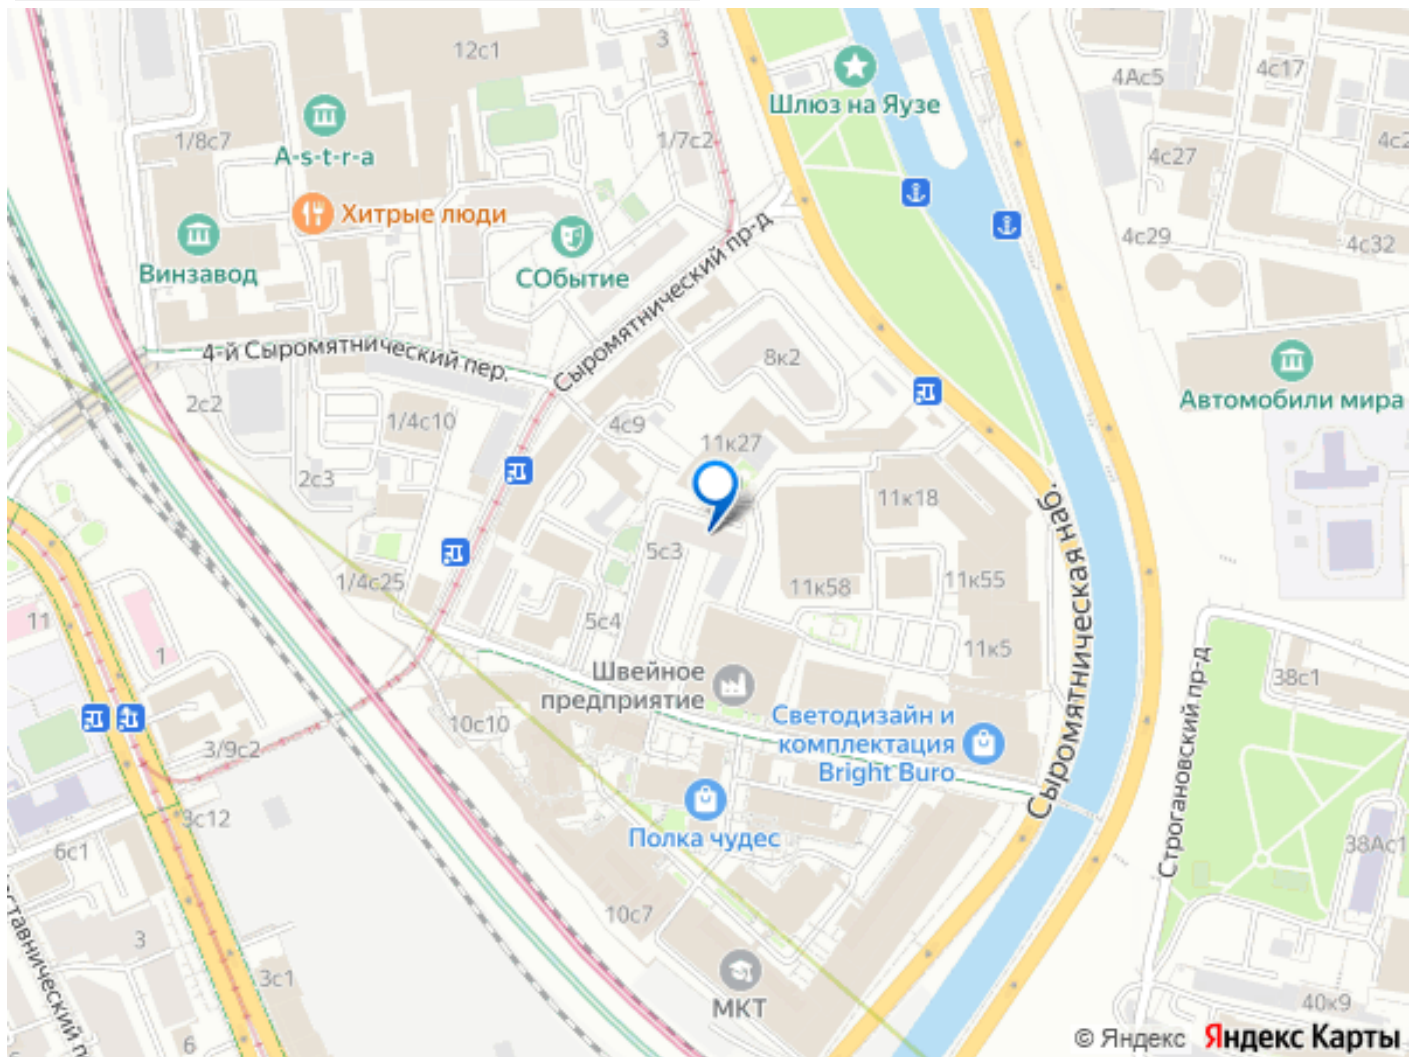 12с1
3
4Ас5
4с17
Шлюз на Яузе
1/8с7
A-s-t-r-a
1/7с2
4с27
4с2
Хитрые люди
Винзавод
СОбытие
4с29
4с32
Сыромятнический пр-д
4-й Сыромятнический пер.
8к2
Автомобили мира
2с2
1/4с10
4с9
11к27
2с3
11к18
Сыромятническая наб.
5с3
1/4с25
11к58
11к55
11
1
5с4
11к5
Швейное
предприятие
38с1
10с10
Светодизайн и
комплектация
Bright Buro
3/9с2
Строгановский пр-д
3с12
Полка чудес
6с1
38Ас1
10с7
ставнический п
3
3с1
МКТ
40к9
6
© Яндекс Яндекс Карты